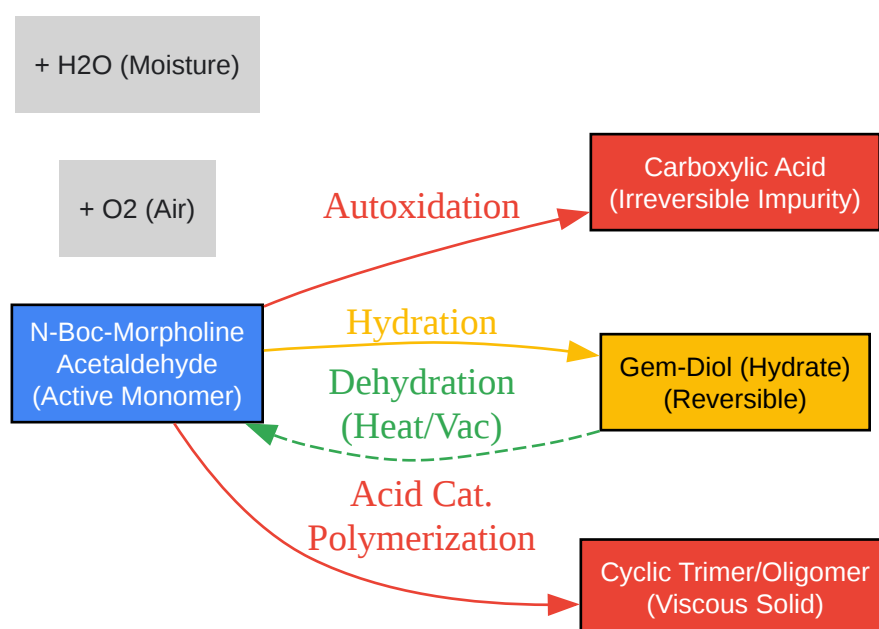 + H2O (Moisture)
+ O2 (Air)
Autoxidation
Carboxylic Acid
(Irreversible Impurity)
N-Boc-Morpholine
Acetaldehyde
(Active Monomer)
Hydration
Dehydration
(Heat/Vac)
Gem-Diol (Hydrate)
(Reversible)
Acid Cat.
Polymerization
Cyclic Trimer/Oligomer
(Viscous Solid)